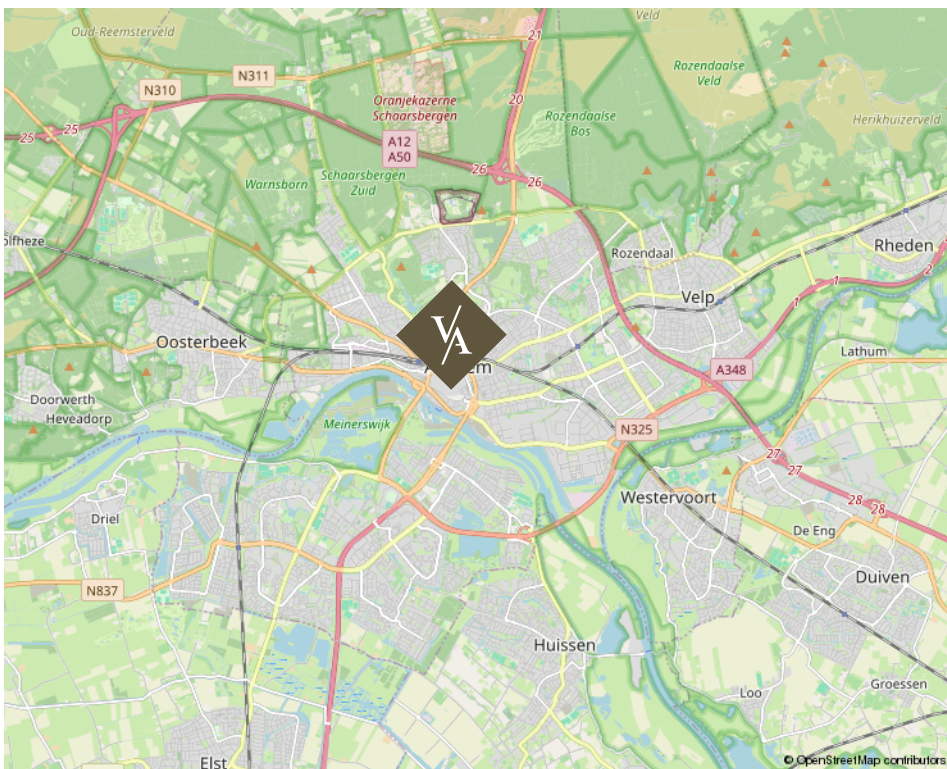 Oud-Reemsterveld
Veld
21
N311
Rozendaalse
Veld
N310
20
Oranjekazerne
Schaarsbergen
Rozendaalse
Bos
Herikhuizerveld
25
25
A12
A50
26
26
Warnsborn
Schaarsbergen
Zuid
olfheze
Rozendaal
Rheden
2
1
1
Velp
V/A
Oosterbeek
Lathum
A348
Doorwerth
Heveadorp
Meinerswijk
N325
27
27
Westervoort
28
28
Driel
De Eng
N837
Duiven
Huissen
Loo
Groessen
Elst
© OpenStreetMap contributors